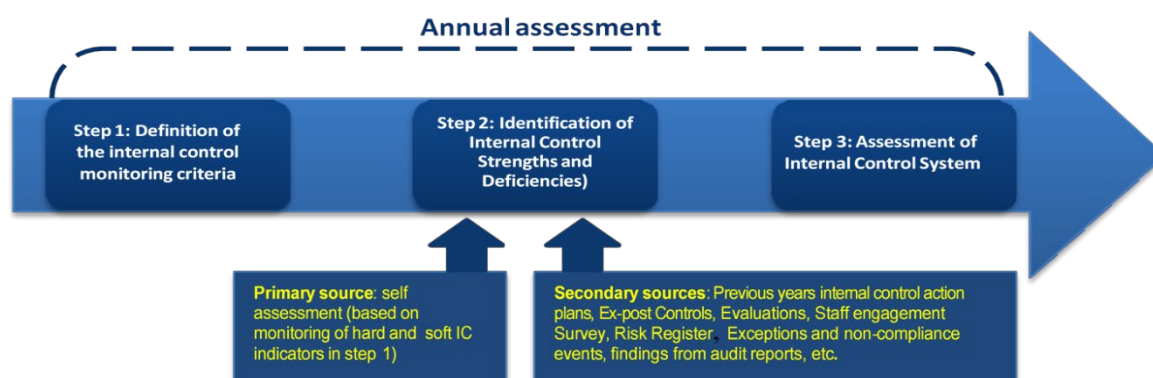 Annual assessment
Step 1: Definition of
the internal control
monitoring criteria
Step 2: Identification of
Internal Control
Strengths and
Deficiencies)
Step 3: Assessment of
Internal Control System
Primary source: self
assessment (based on
monitoring of hard and soft IC
indicators in step 1)
Secondary sources: Previous years internal control action
plans, Ex-post Controls, Evaluations, Staff engagement
Survey, Risk Register, Exceptions and non-compliance
events, findings from audit reports, etc.